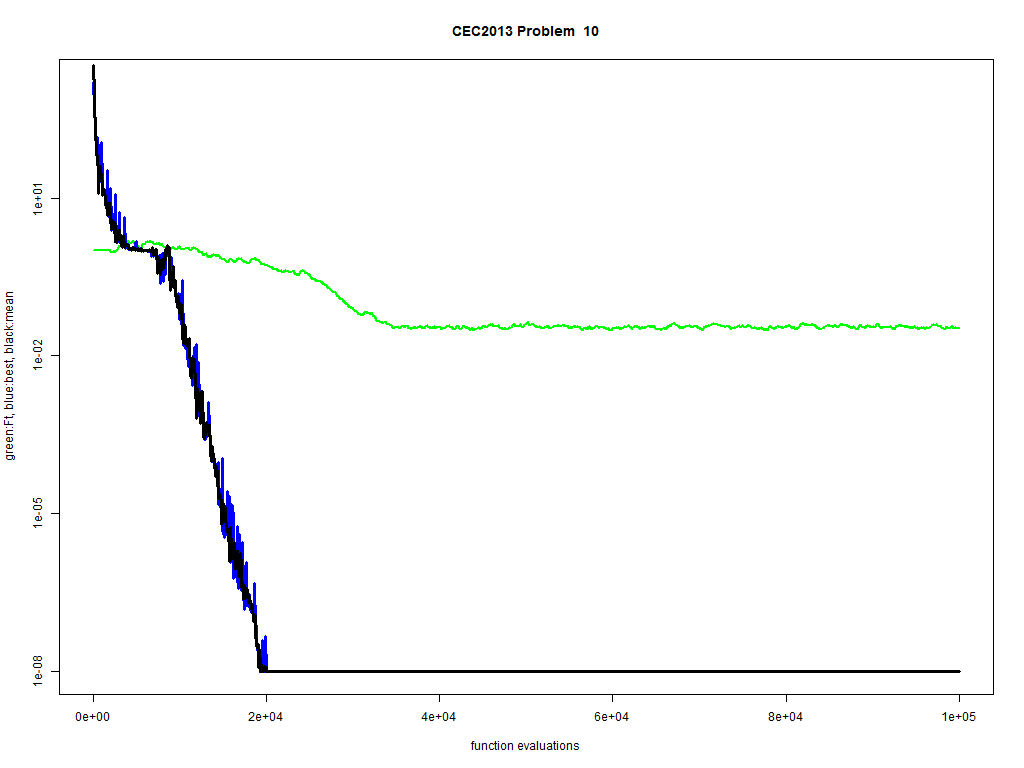 CEC2013 Problem  10
green:Ft, blue:best, black:mean
1e+01
1e-02
1e-05
1e-08
0e+00 2e+04 4e+04 6e+04 8e+04 1e+05
function evaluations